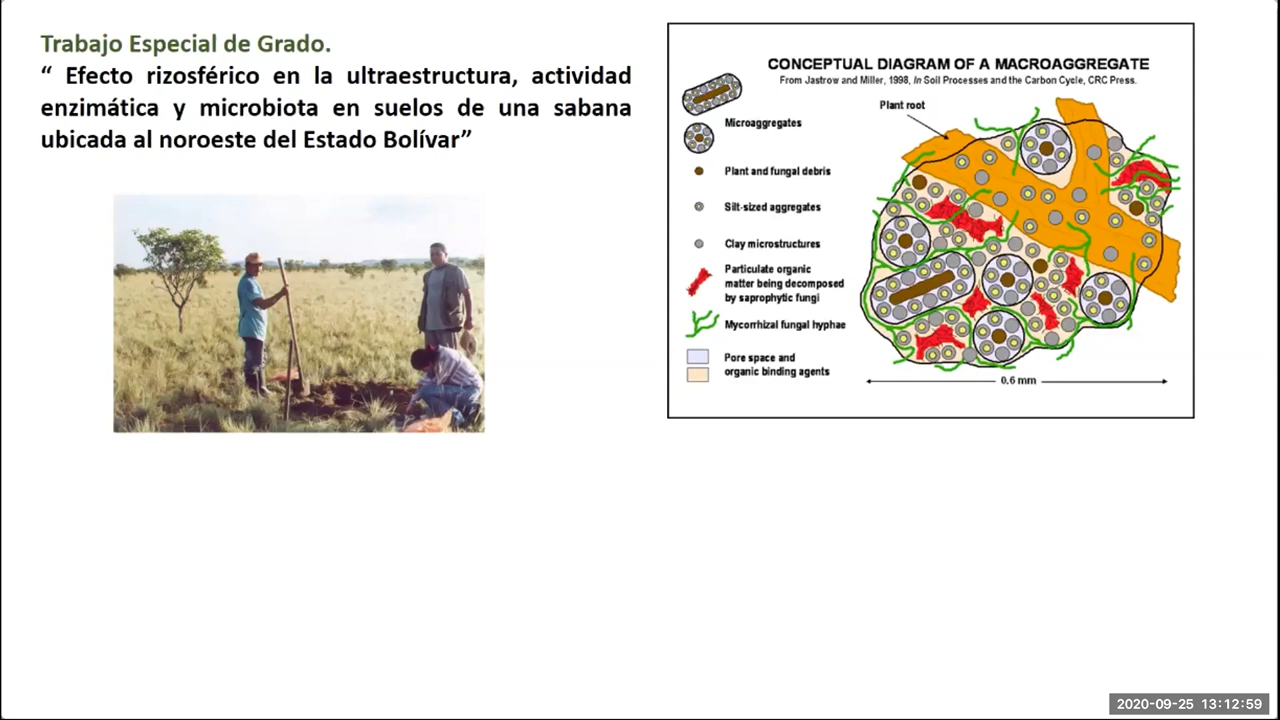 Trabajo Especial de Grado.
“ Efecto rizosférico en la ultraestructura, actividad
enzimática y microbiota en suelos de una sabana
ubicada al noroeste del Estado Bolívar”
CONCEPTUAL DIAGRAM OF A MACROAGGREGATE
From Jastrow and Miller, 1998, In Soil Processes and the Carbon Cycle, CRC Press.
Plant root
Microaggregates
Plant and fungal debris
Silt-sized aggregates
Clay microstructures
Particulate organic
matter being decomposed
by saprophytic fungi
Mycorrhizal fungal hyphae
Pore space and
organic binding agents
0.6 mm
2020-09-25 13:12:59